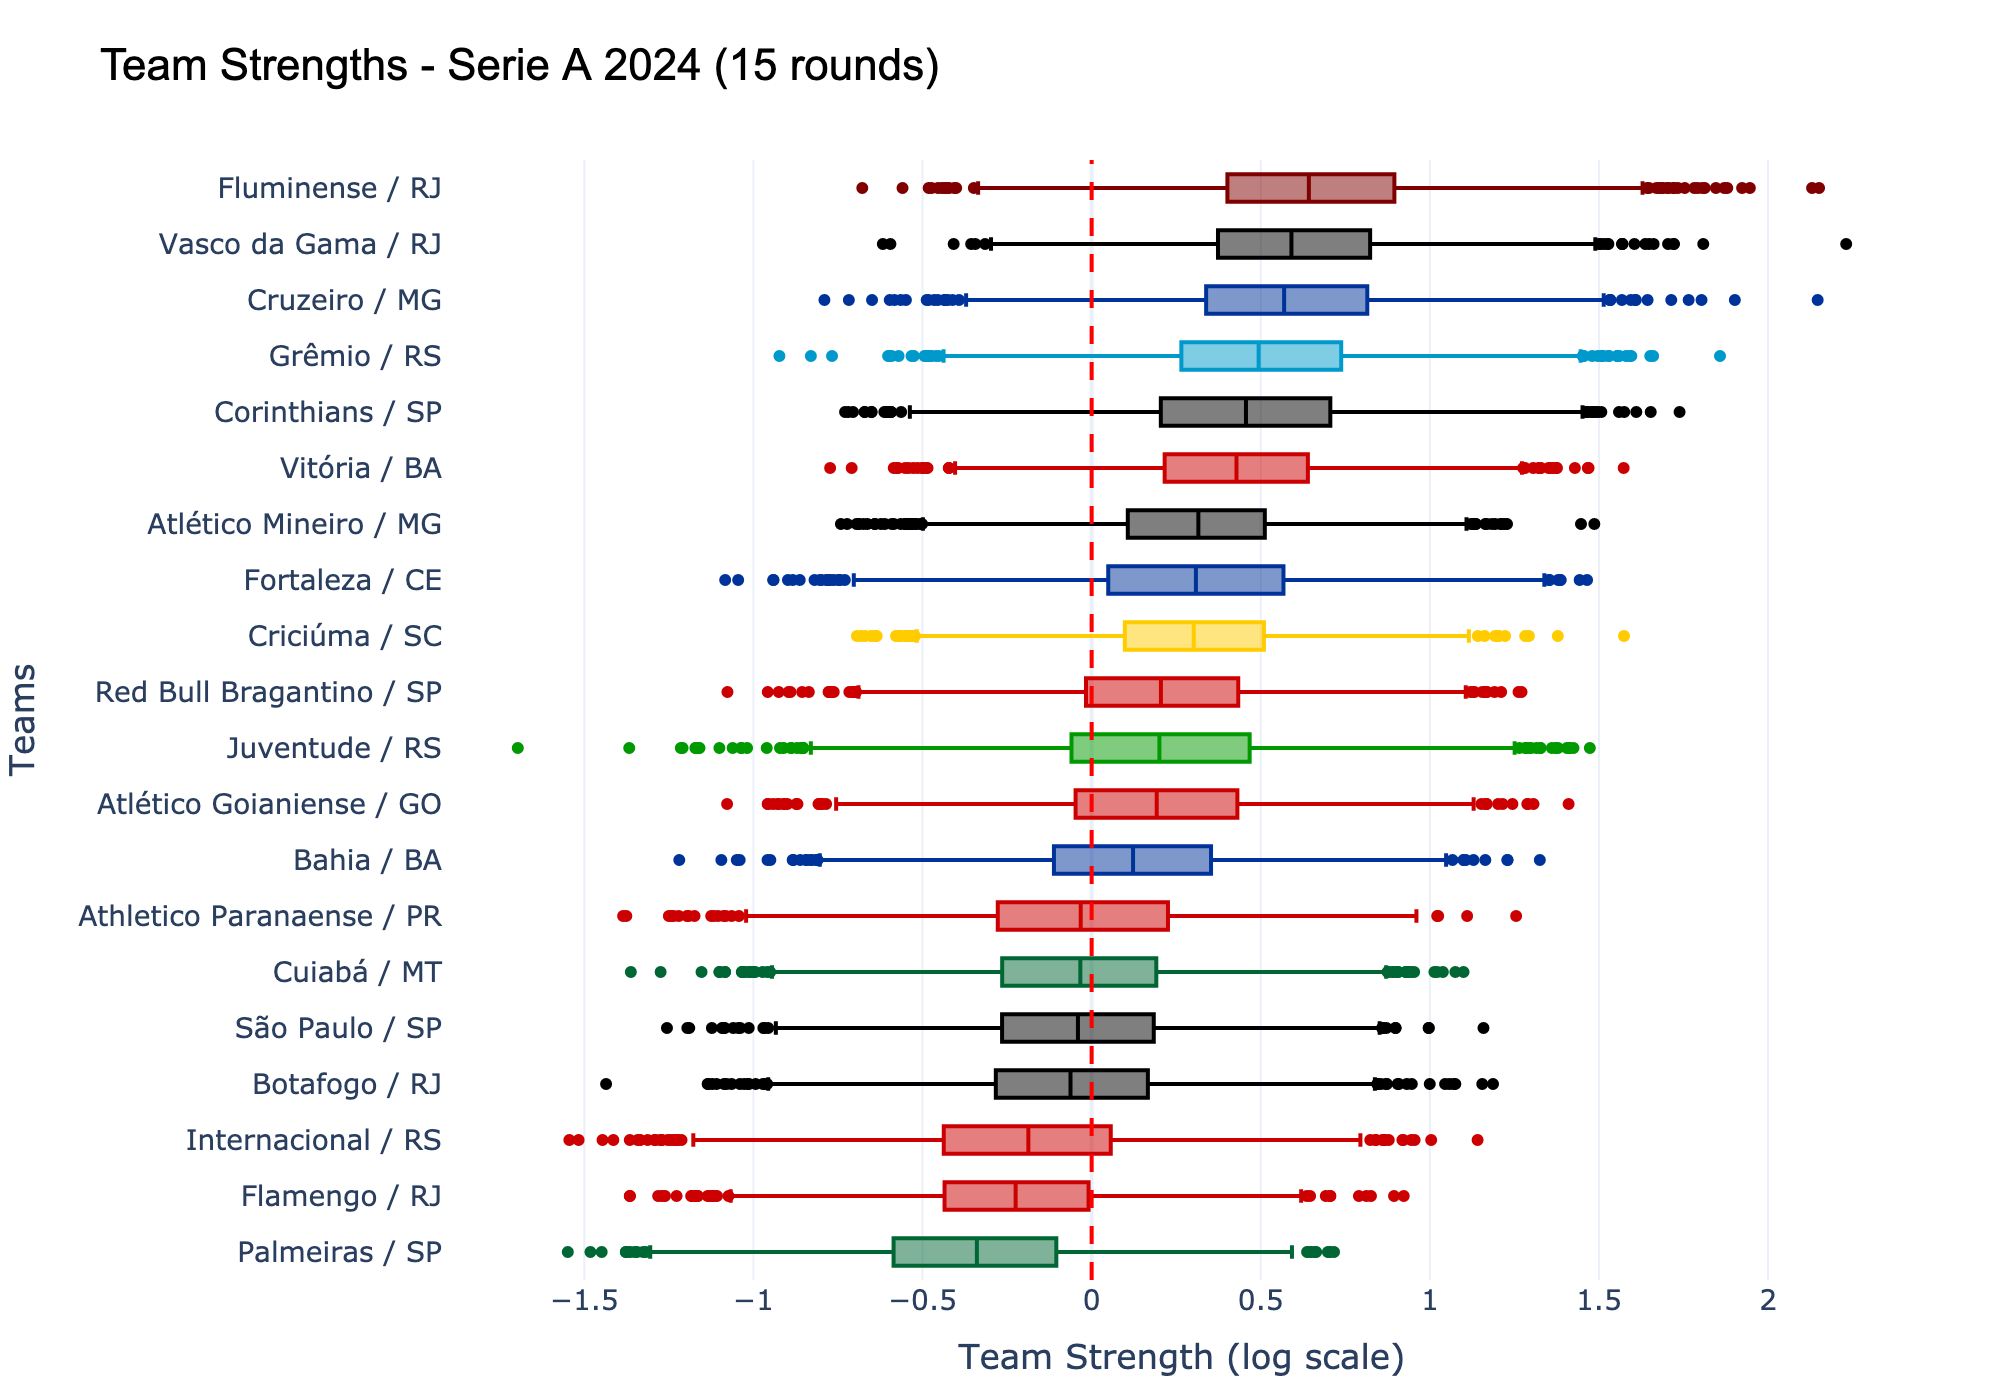 Team Strengths - Serie A 2024 (15 rounds)
Teams
Fluminense / RJ
Vasco da Gama / RJ
Cruzeiro / MG
Grêmio / RS
Corinthians / SP
Vitória / BA
Atlético Mineiro / MG
Fortaleza / CE
Criciúma / SC
Red Bull Bragantino / SP
Juventude / RS
Atlético Goianiense / GO
Bahia / BA
Athletico Paranaense / PR
Cuiabá / MT
São Paulo / SP
Botafogo / RJ
Internacional / RS
Flamengo / RJ
Palmeiras / SP
−1.5 −1 −0.5 0 0.5 1 1.5 2
Team Strength (log scale)